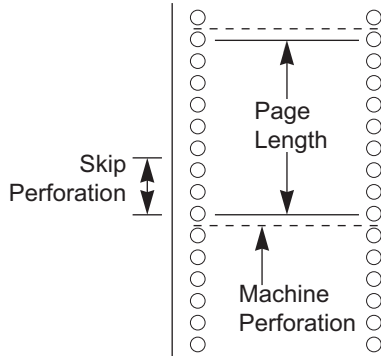 Page
Length
Skip
Perforation
Machine
Perforation